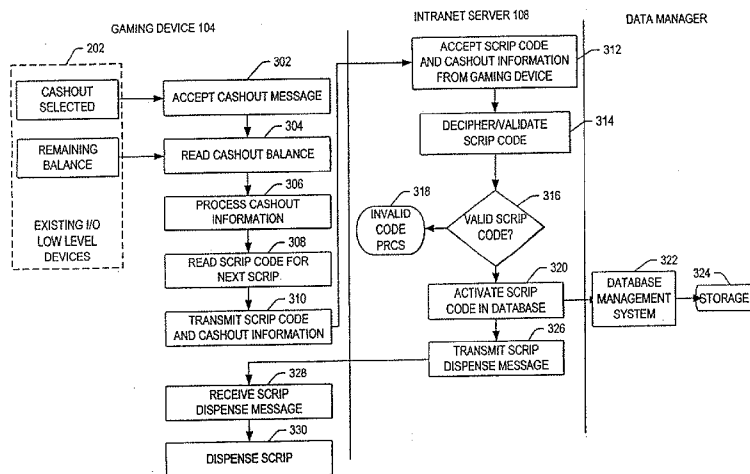 GAMING DEVICE 104
INTRANET SERVER 108
DATA MANAGER
202
CASHOUT
SELECTED
REMAINING
BALANCE
EXISTING I/O
LOW LEVEL
DEVICES
302
ACCEPT CASHOUT MESSAGE
304
READ CASHOUT BALANCE
306
PROCESS CASHOUT
INFORMATION
308
READ SCRIP CODE FOR
NEXT SCRIP
310
TRANSMIT SCRIP CODE
AND CASHOUT INFORMATION
312
ACCEPT SCRIP CODE
AND CASHOUT INFORMATION
FROM GAMING DEVICE
314
DECIPHER/VALIDATE
SCRIP CODE
316
VALID SCRIP
CODE?
318
INVALID
CODE
PRCS
320
ACTIVATE SCRIP
CODE IN DATABASE
322
DATABASE
MANAGEMENT
SYSTEM
324
STORAGE
326
TRANSMIT SCRIP
DISPENSE MESSAGE
328
RECEIVE SCRIP
DISPENSE MESSAGE
330
DISPENSE SCRIP